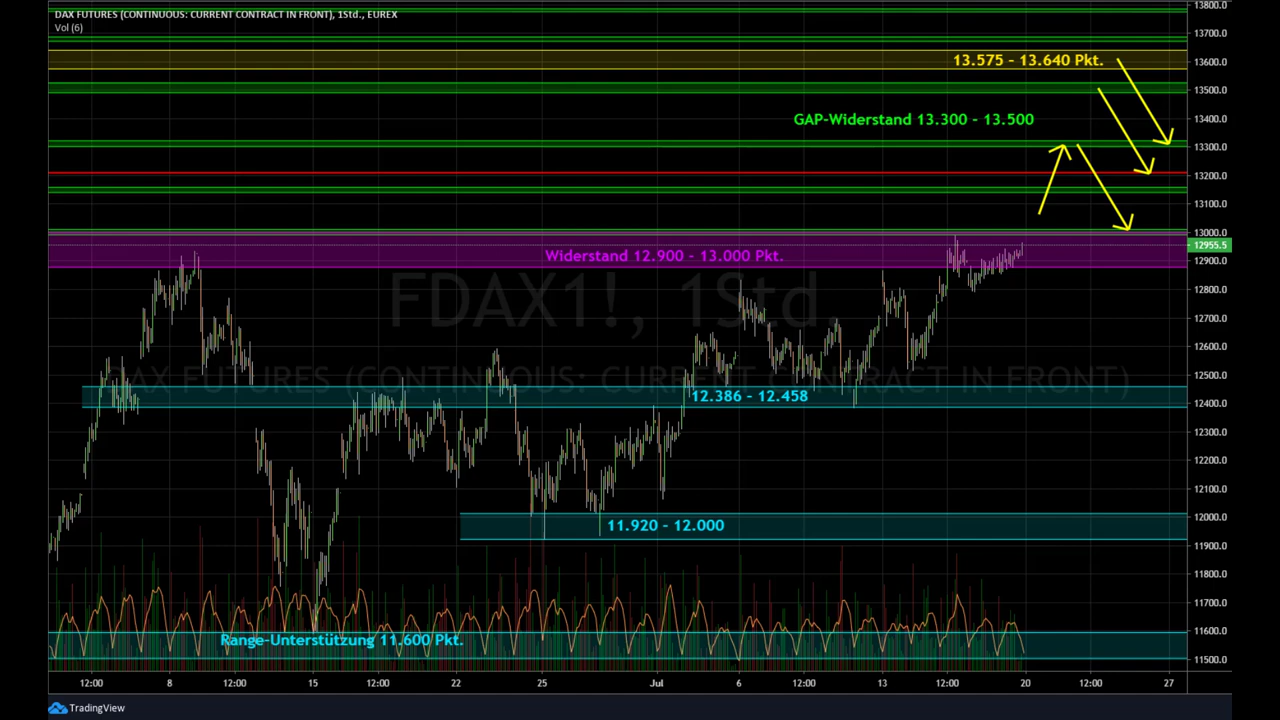 DAX FUTURES (CONTINUOUS: CURRENT CONTRACT IN FRONT), 1Std., EUREX
Vol (6)
13800.0
13700.0
13.575 - 13.640 Pkt.
13600.0
13500.0
GAP-Widerstand 13.300 - 13.500
13400.0
13300.0
13200.0
13100.0
13000.0
12955.5
Widerstand 12.900 - 13.000 Pkt.
12900.0
FDAX1!, 1Std
12800.0
12700.0
12600.0
12500.0
DAX FUTURES (CONTINUOUS: CURRENT CONTRACT IN FRONT)
12.386 - 12.458
12400.0
12300.0
12200.0
12100.0
12000.0
11.920 - 12.000
11900.0
11800.0
11700.0
11600.0
Range-Unterstützung 11.600 Pkt.
11500.0
12:00 8 12:00 15 12:00 22 25 Jul 6 12:00 13 12:00 20 12:00 27
TradingView